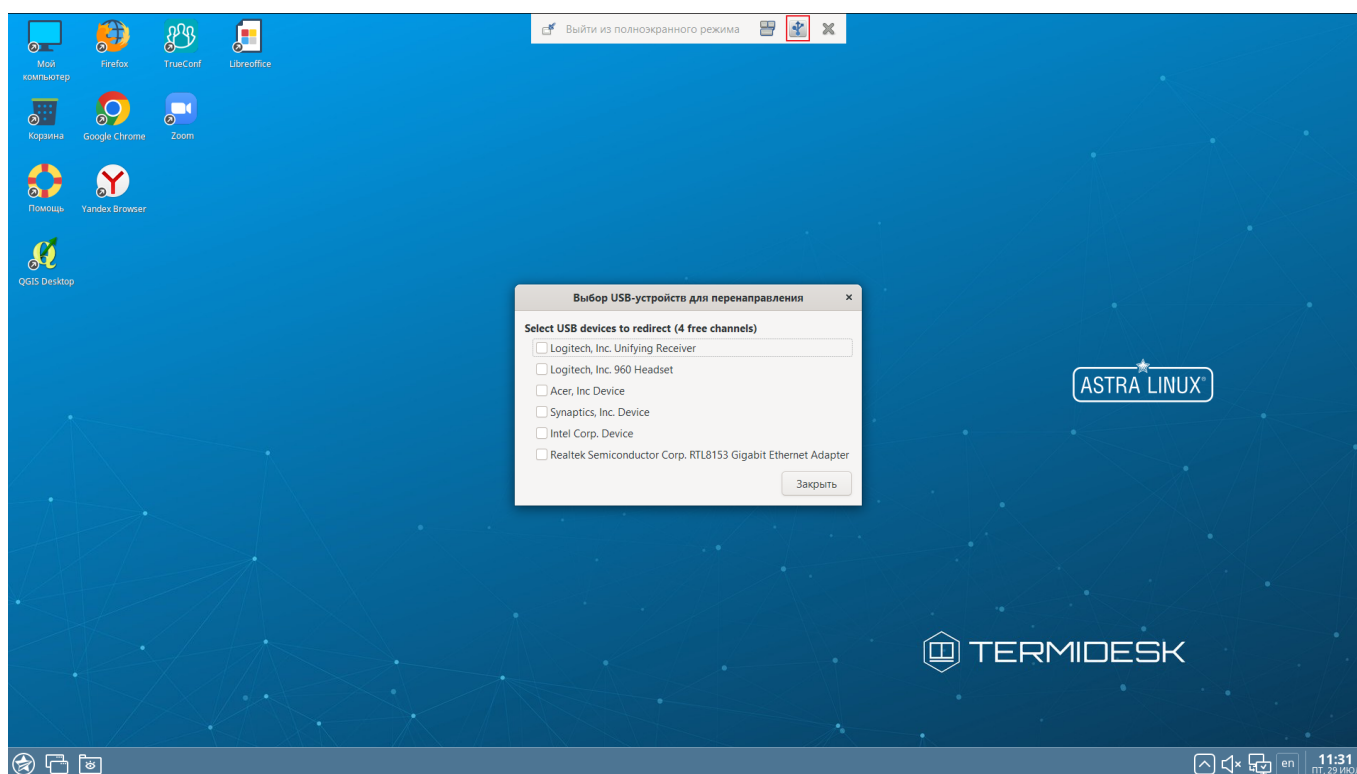 Выйти из полноэкранного режима
Мой
компьютер
Firefox
TrueConf
Libreoffice
Корзина
Google Chrome
Zoom
Помощь
Yandex Browser
QGIS Desktop
Выбор USB-устройств для перенаправления
Select USB devices to redirect (4 free channels)
Logitech, Inc. Unifying Receiver
Logitech, Inc. 960 Headset
Acer, Inc Device
Synaptics, Inc. Device
Intel Corp. Device
Realtek Semiconductor Corp. RTL8153 Gigabit Ethernet Adapter
Закрыть
ASTRA LINUX®
TERMIDESK
en
11:31
ПТ, 29 ИЮ